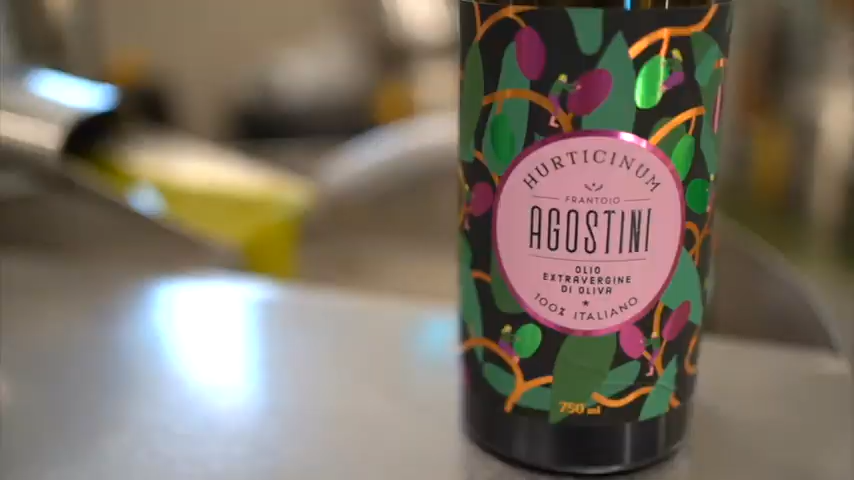 HURTICINUM
FRANTOIO
AGOSTINI
OLIO
EXTRAVERGINE
DI OLIVA
100% ITALIANO
750 ml